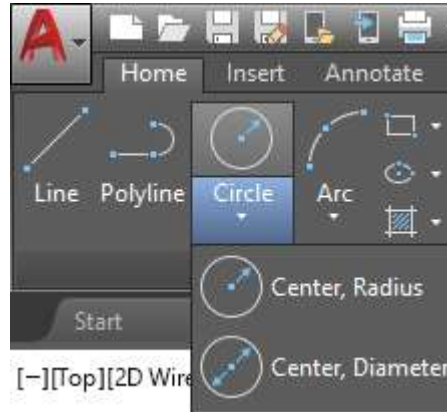 Home Insert Annotate
Line Polyline Circle Arc
Center, Radius
Start
Center, Diameter
[−][Top][2D Wire